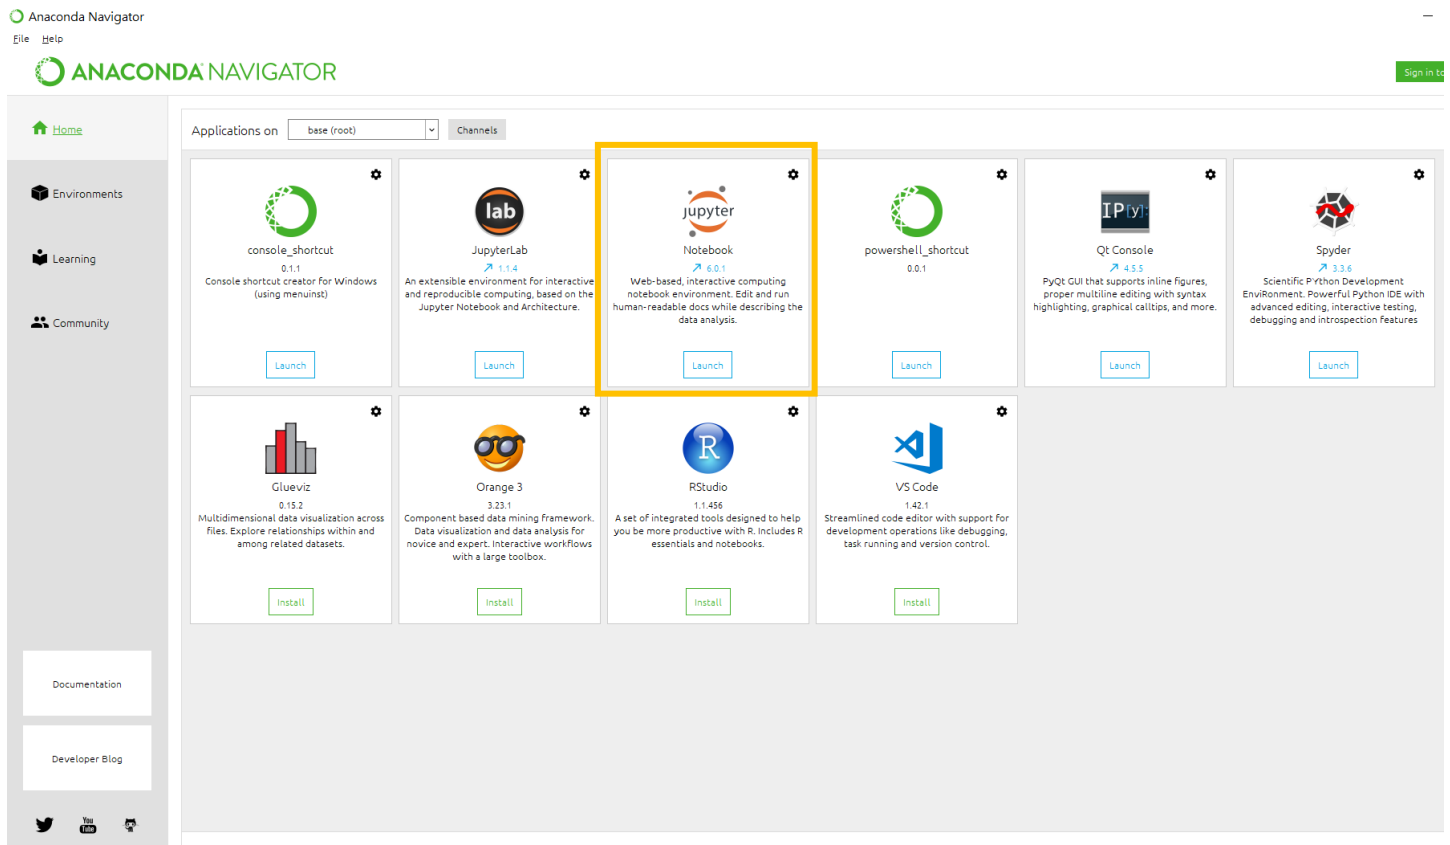 Anaconda Navigator
File Help
ANACONDA NAVIGATOR
Sign in to
Home
Environments
Learning
Community
Documentation
Developer Blog
You
Tube
Applications on base (root) Channels
console_shortcut
0.1.1
Console shortcut creator for Windows
(using menuinst)
Launch
lab
JupyterLab
1.1.4
An extensible environment for interactive
and reproducible computing, based on the
Jupyter Notebook and Architecture.
Launch
jupyter
Notebook
6.0.1
Web-based, interactive computing
notebook environment. Edit and run
human-readable docs while describing the
data analysis.
Launch
powershell_shortcut
0.0.1
Launch
IP[y]:
Qt Console
4.5.5
PyQt GUI that supports inline figures,
proper multiline editing with syntax
highlighting, graphical calltips, and more.
Launch
Spyder
3.3.6
Scientific PYthon Development
EnviRonment. Powerful Python IDE with
advanced editing, interactive testing,
debugging and introspection features
Launch
Glueviz
0.15.2
Multidimensional data visualization across
files. Explore relationships within and
among related datasets.
Install
Orange 3
3.23.1
Component based data mining framework.
Data visualization and data analysis for
novice and expert. Interactive workflows
with a large toolbox.
Install
R
RStudio
1.1.456
A set of integrated tools designed to help
you be more productive with R. Includes R
essentials and notebooks.
Install
VS Code
1.42.1
Streamlined code editor with support for
development operations like debugging,
task running and version control.
Install